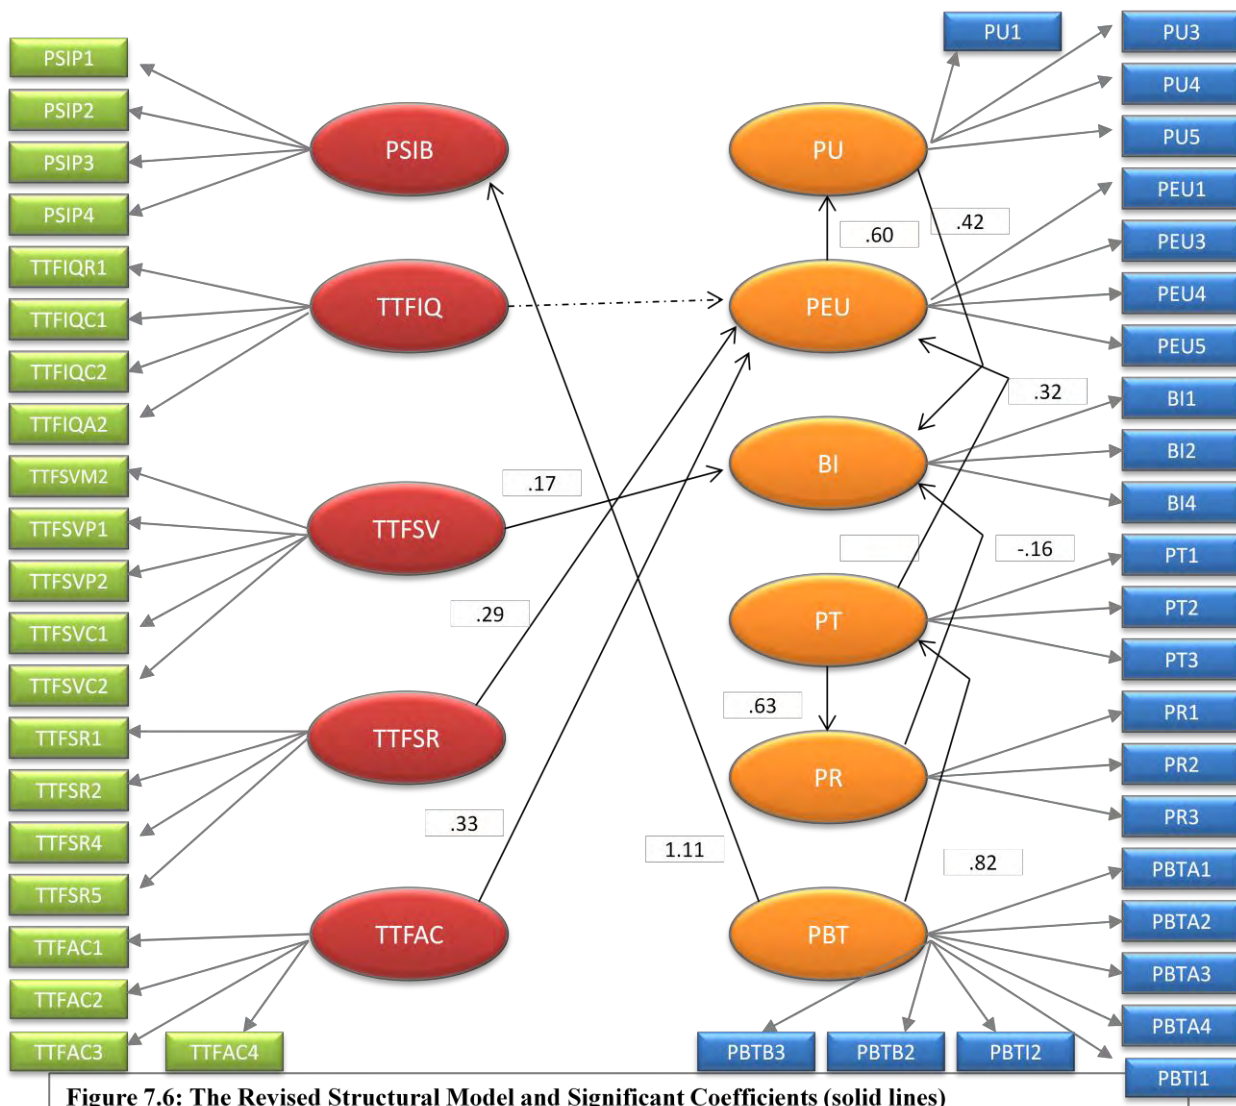 PSIP1
PSIP2
PSIP3
PSIP4
TTFIQR1
TTFIQC1
TTFIQC2
TTFIQA2
TTFSVM2
TTFSVP1
TTFSVP2
TTFSVC1
TTFSVC2
TTFSR1
TTFSR2
TTFSR4
TTFSR5
TTFAC1
TTFAC2
TTFAC3
TTFAC4
PSIB
TTFIQ
TTFSV
TTFSR
TTFAC
.17
.29
.33
1.11
PU
PEU
BI
PT
PR
PBT
.60
.42
.32
-.16
.63
.82
PU1
PU3
PU4
PU5
PEU1
PEU3
PEU4
PEU5
BI1
BI2
BI4
PT1
PT2
PT3
PR1
PR2
PR3
PBTA1
PBTA2
PBTA3
PBTA4
PBTI1
PBTB3
PBTB2
PBTI2
Figure 7.6: The Revised Structural Model and Significant Coefficients (solid lines)